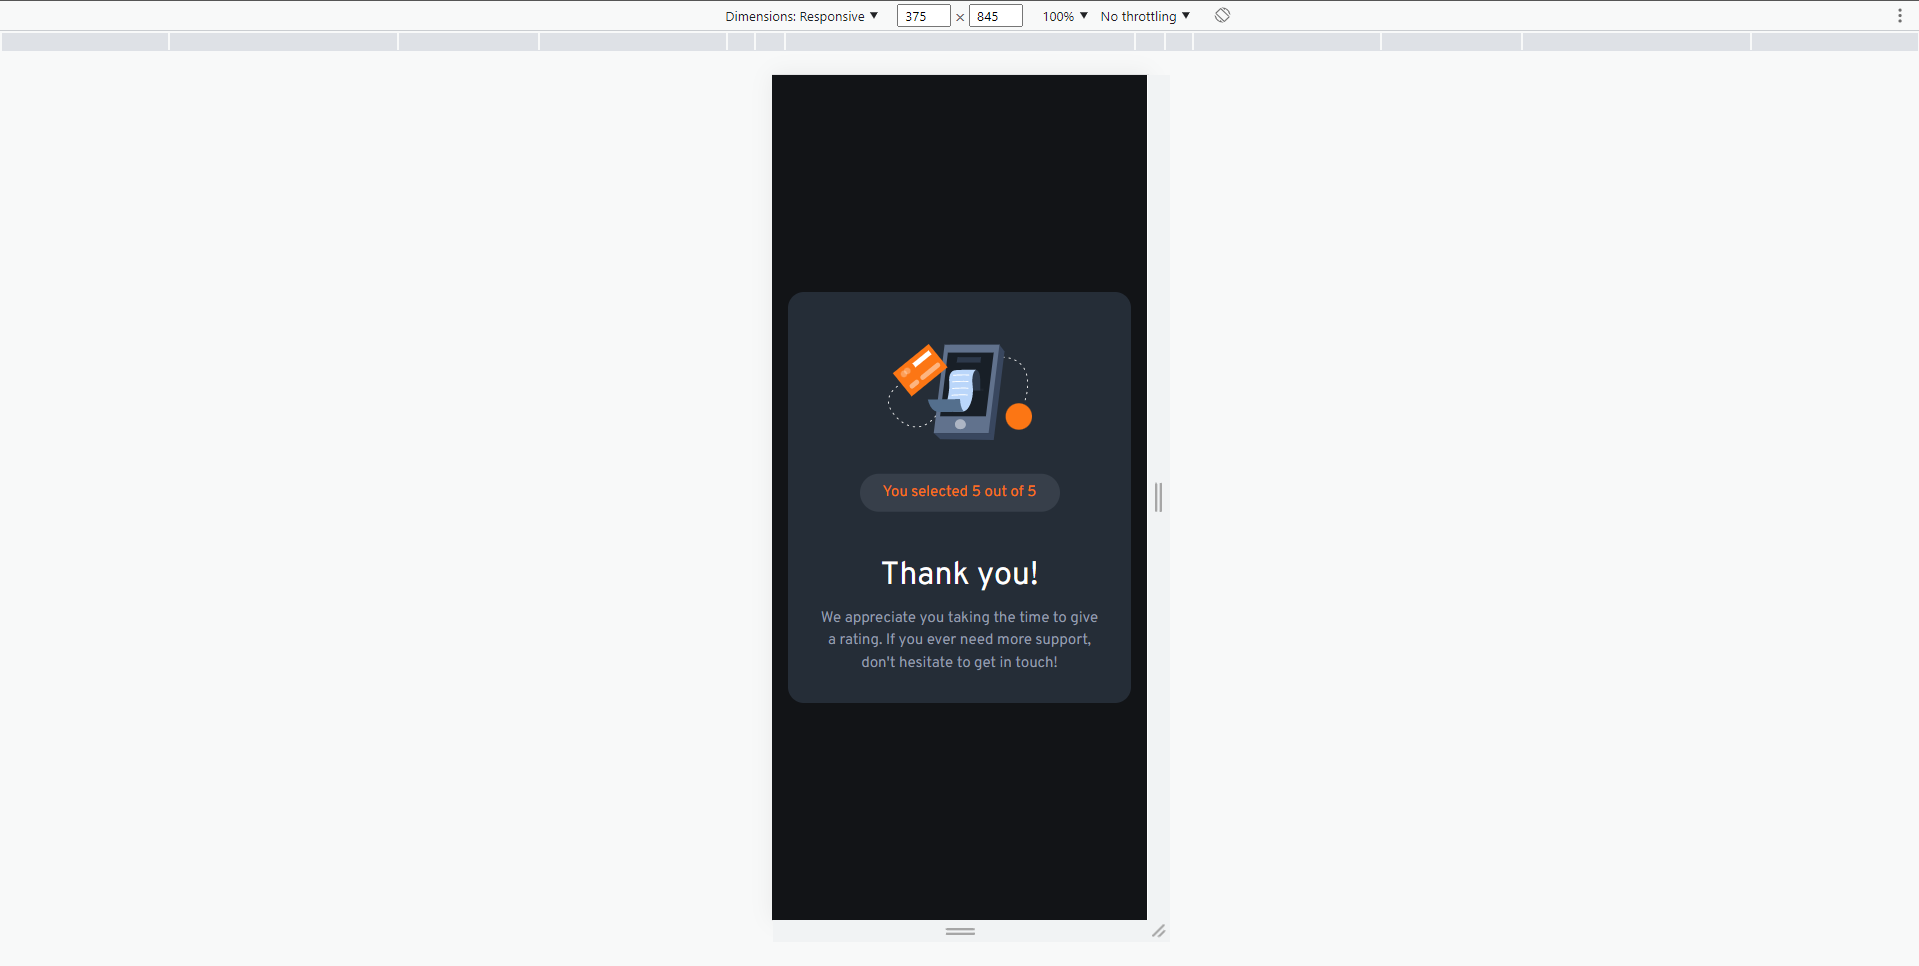 Dimensions: Responsive ▼ 375 × 845 100% ▼ No throttling ▼
You selected 5 out of 5
Thank you!
We appreciate you taking the time to give
a rating. If you ever need more support,
don't hesitate to get in touch!